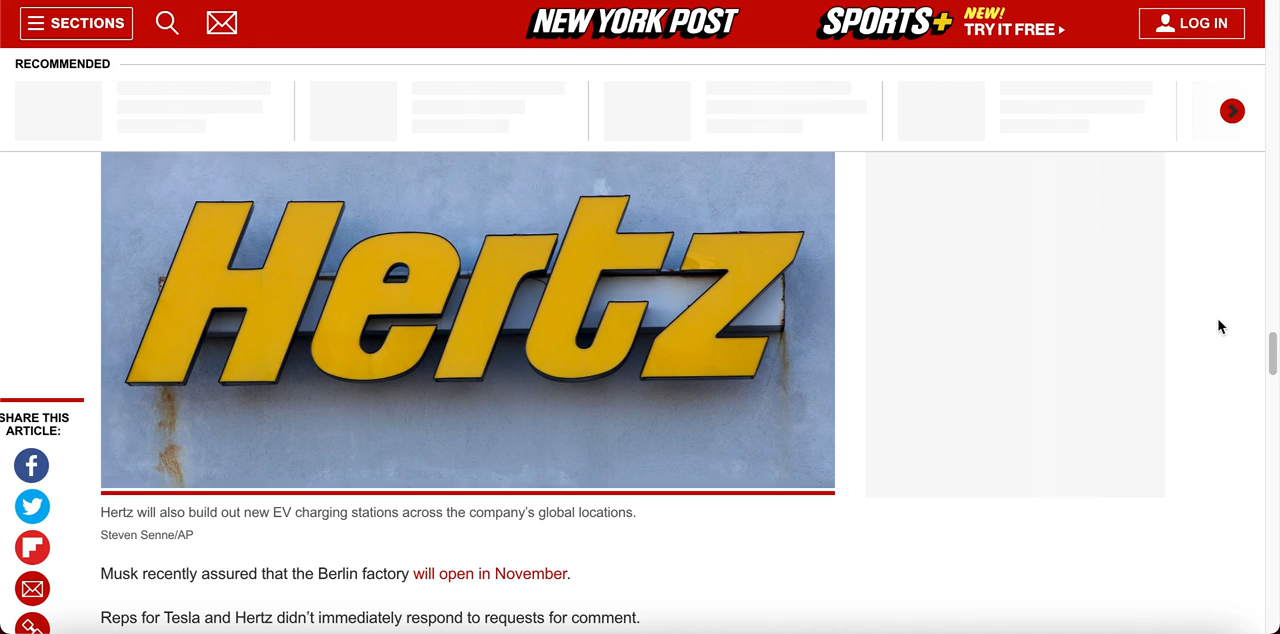 SECTIONS
NEW YORK POST
SPORTS+
NEW!
TRY IT FREE
LOG IN
RECOMMENDED
Hertz
SHARE THIS
ARTICLE:
Hertz will also build out new EV charging stations across the company's global locations.
Steven Senne/AP
Musk recently assured that the Berlin factory will open in November.
Reps for Tesla and Hertz didn't immediately respond to requests for comment.